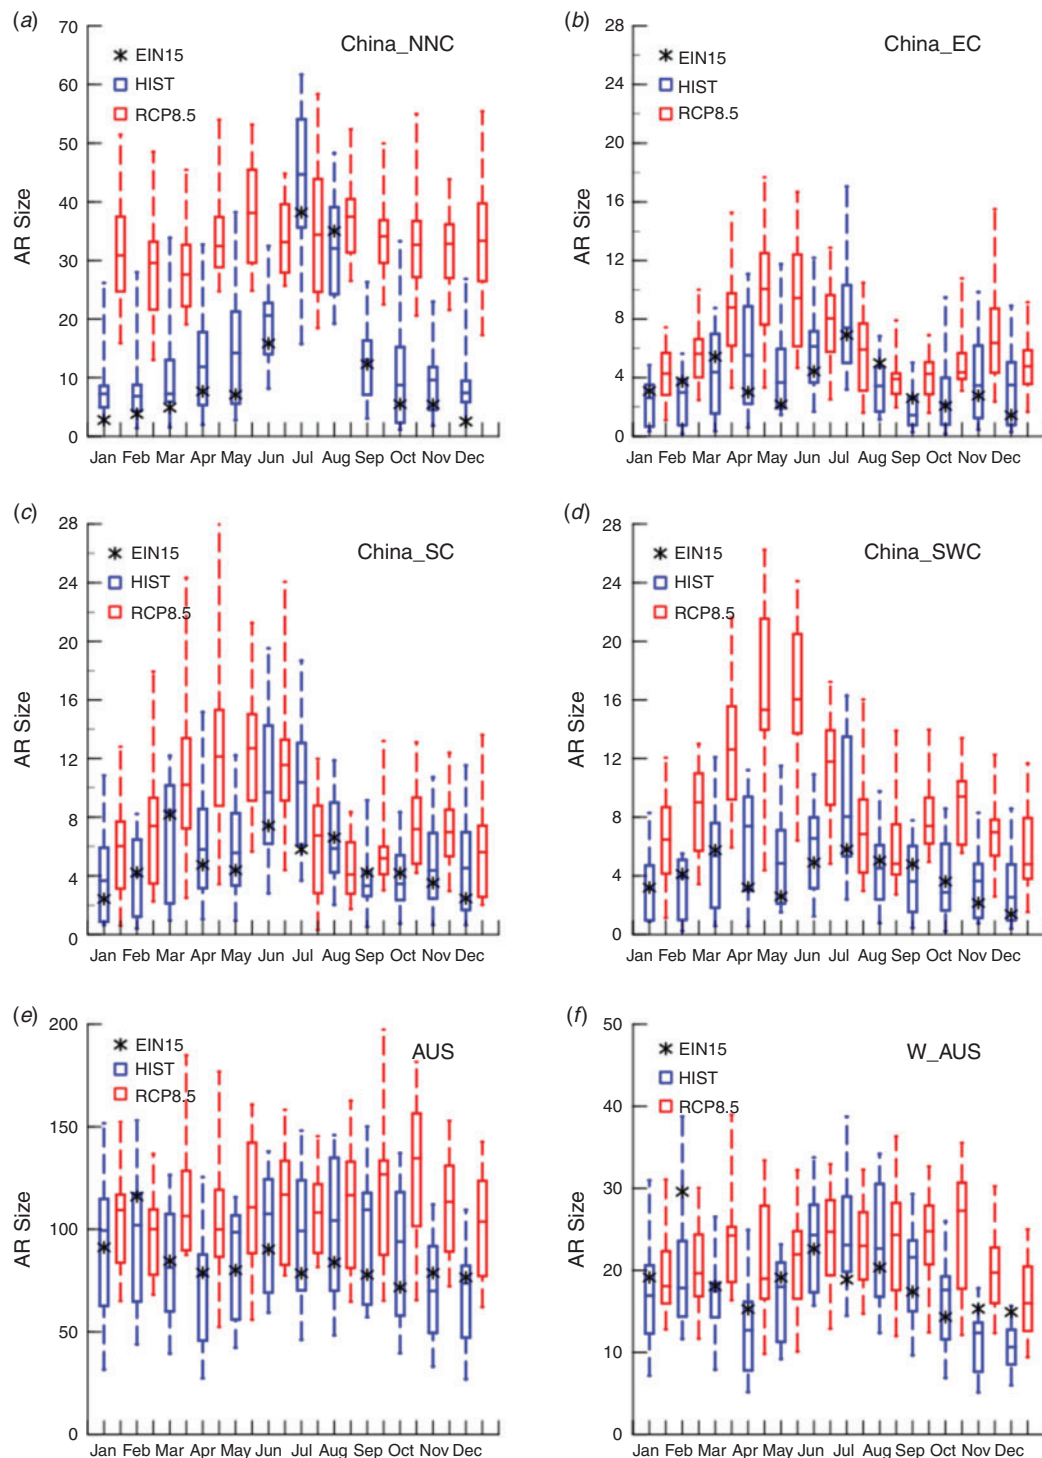 (a)
China_NNC
EIN15
HIST
RCP8.5
AR Size
70
60
50
40
30
20
10
0
Jan Feb Mar Apr May Jun Jul Aug Sep Oct Nov Dec
(b)
China_EC
EIN15
HIST
RCP8.5
AR Size
28
24
20
16
12
8
4
0
Jan Feb Mar Apr May Jun Jul Aug Sep Oct Nov Dec
(c)
China_SC
EIN15
HIST
RCP8.5
AR Size
28
24
20
16
12
8
4
0
Jan Feb Mar Apr May Jun Jul Aug Sep Oct Nov Dec
(d)
China_SWC
EIN15
HIST
RCP8.5
AR Size
28
24
20
16
12
8
4
0
Jan Feb Mar Apr May Jun Jul Aug Sep Oct Nov Dec
(e)
AUS
EIN15
HIST
RCP8.5
AR Size
200
150
100
50
0
Jan Feb Mar Apr May Jun Jul Aug Sep Oct Nov Dec
(f)
W_AUS
EIN15
HIST
RCP8.5
AR Size
50
40
30
20
10
0
Jan Feb Mar Apr May Jun Jul Aug Sep Oct Nov Dec